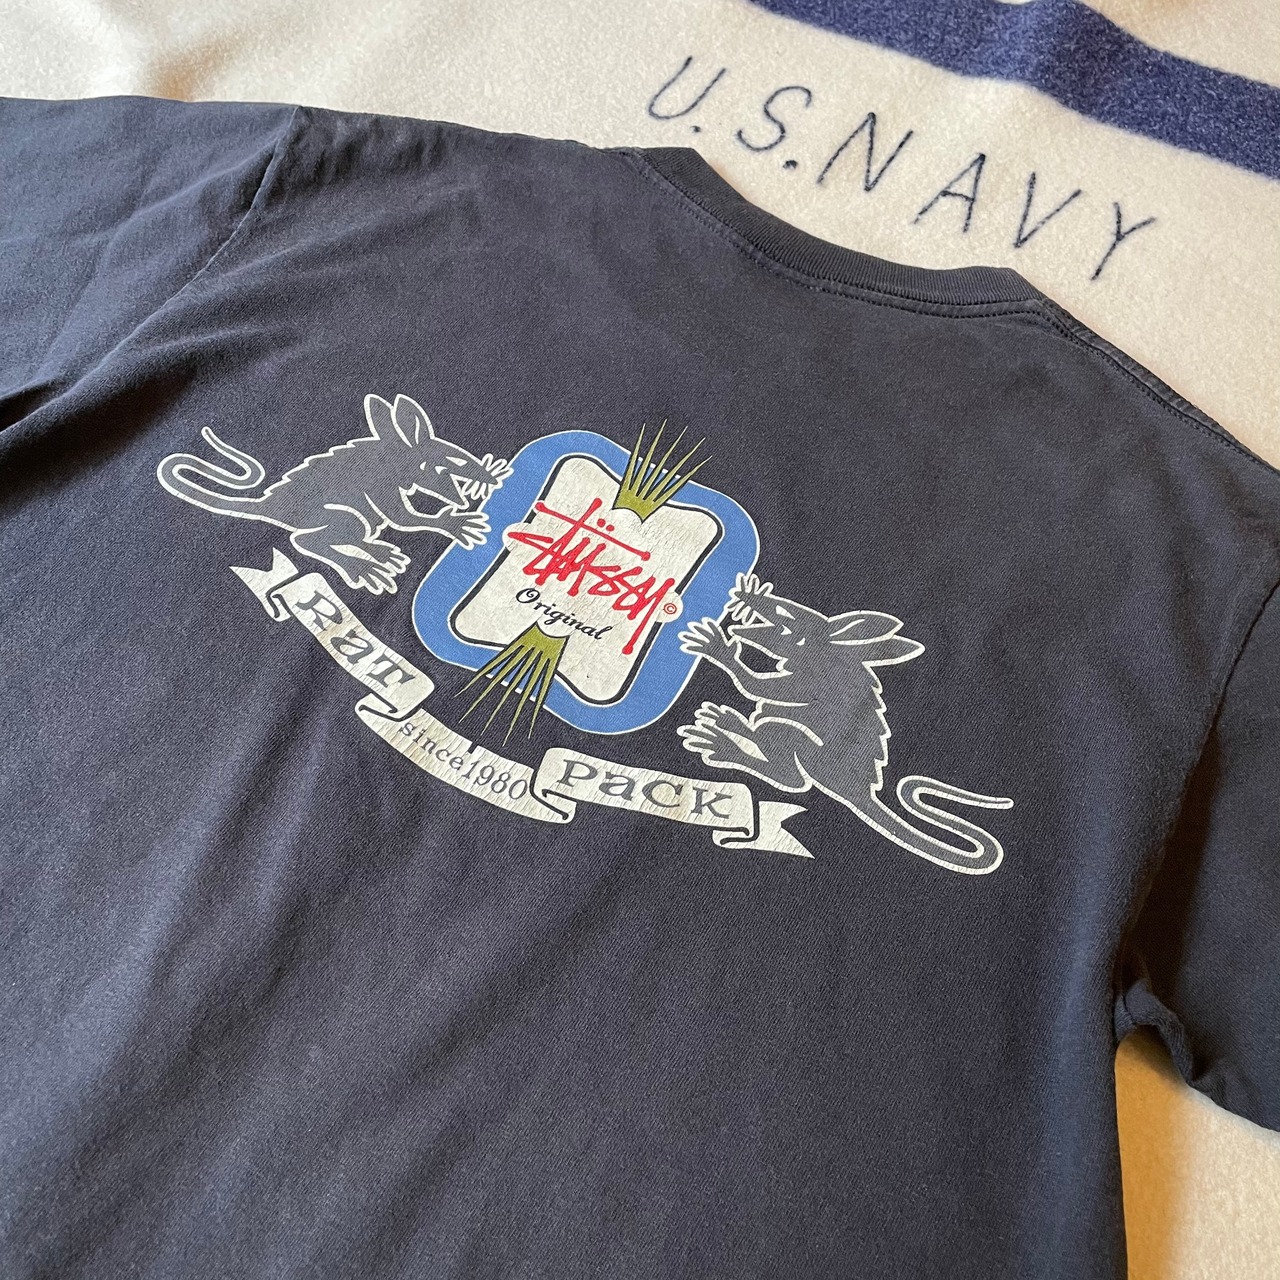 U.S.NAVY
Stüssy©
Original
Rat
since1980
Pack